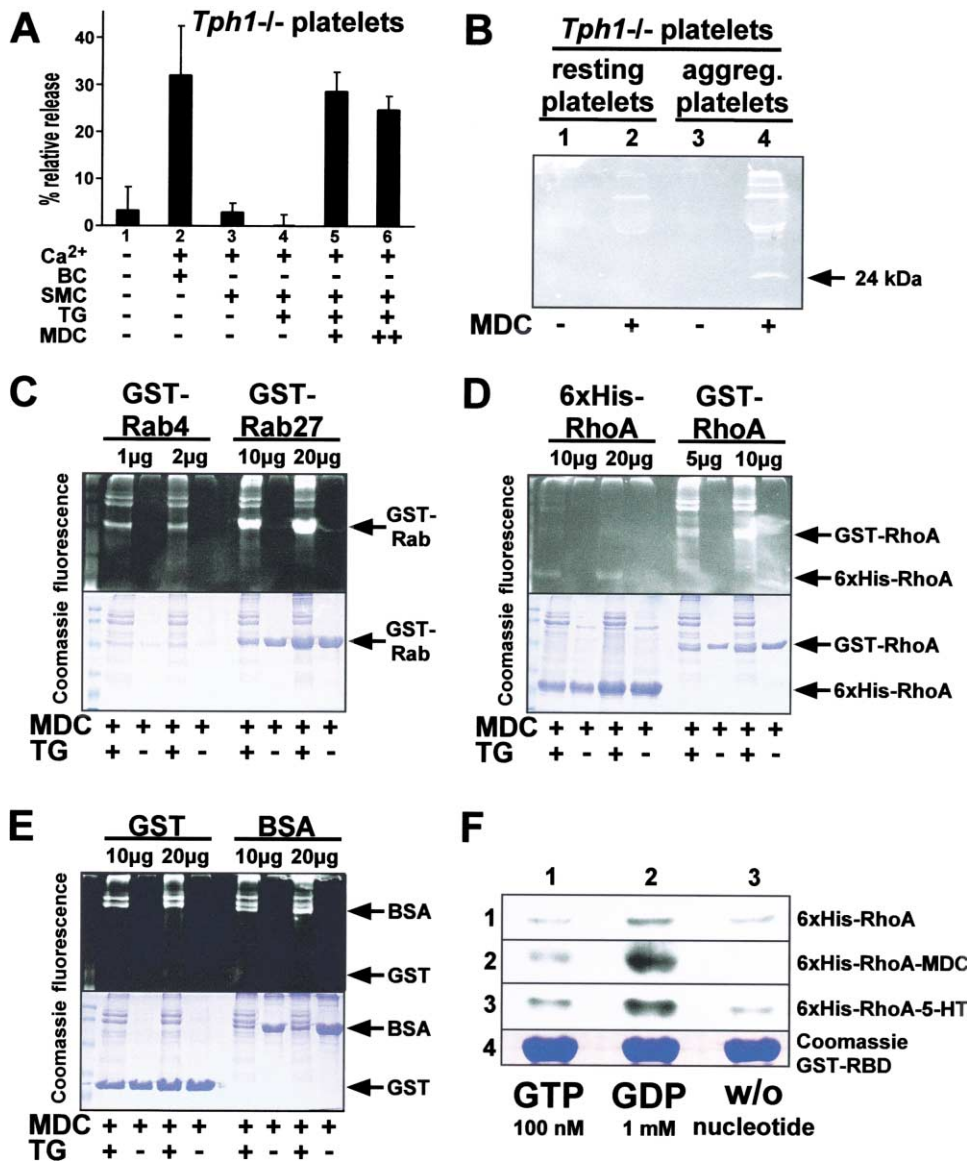 A
Tph1-/- platelets
% relative release
40
30
20
10
0
1 2 3 4 5 6
Ca2+ - + + + + +
BC - + - - - -
SMC - - + + + +
TG - - - + + +
MDC - - - - + ++
B
Tph1-/- platelets
resting platelets
aggreg. platelets
1 2 3 4
24 kDa
MDC - + - +
C
GST-Rab4
GST-Rab27
1µg 2µg 10µg 20µg
Coomassie fluorescence
GST-Rab
GST-Rab
MDC + + + + + + + +
TG + - + - + - + -
D
6xHis-RhoA
GST-RhoA
10µg 20µg 5µg 10µg
Coomassie fluorescence
GST-RhoA
6xHis-RhoA
GST-RhoA
6xHis-RhoA
MDC + + + + + + + +
TG + - + - + - + -
E
GST
BSA
10µg 20µg 10µg 20µg
Coomassie fluorescence
BSA
GST
BSA
GST
MDC + + + + + + + +
TG + - + - + - + -
F
1 2 3
1 6xHis-RhoA
2 6xHis-RhoA-MDC
3 6xHis-RhoA-5-HT
4 Coomassie GST-RBD
GTP GDP w/o
100 nM 1 mM nucleotide